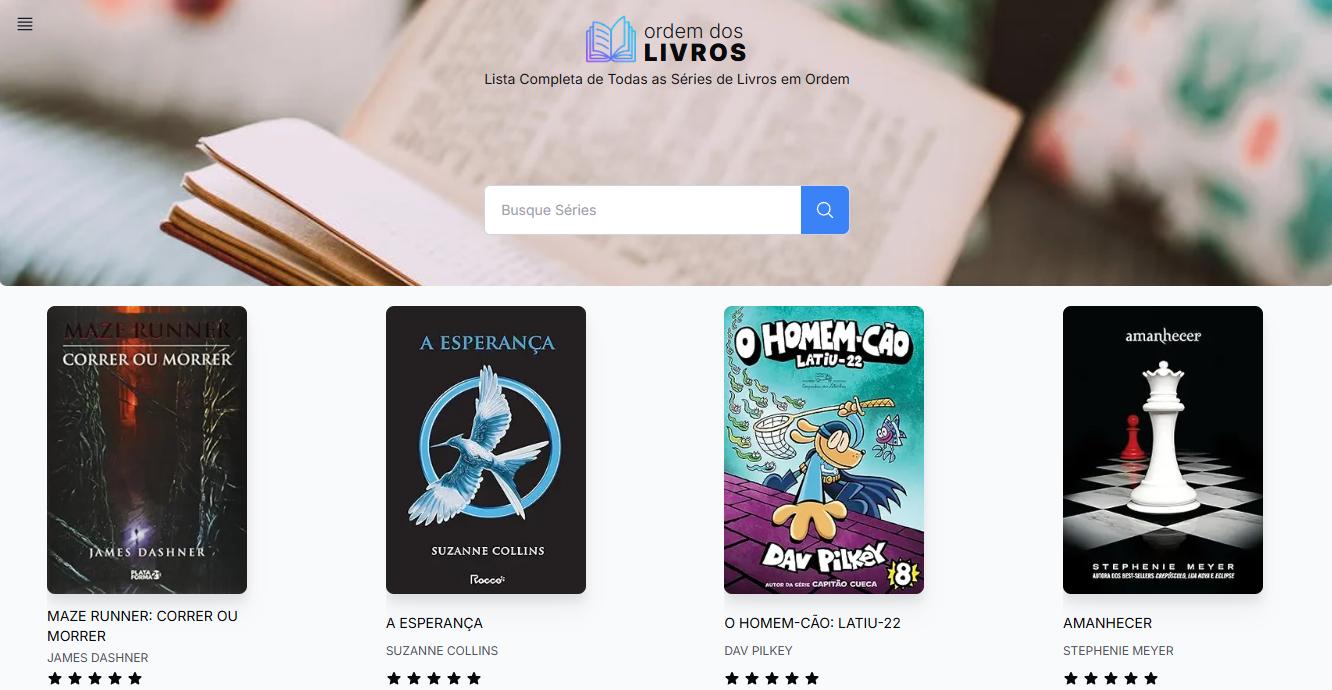 ordem dos
LIVROS
Lista Completa de Todas as Séries de Livros em Ordem
Busque Séries
MAZE RUNNER
CORRER OU MORRER
JAMES DASHNER
PLATA
FORMA21
MAZE RUNNER: CORRER OU
MORRER
JAMES DASHNER
A ESPERANÇA
SUZANNE COLLINS
Rocco
A ESPERANÇA
SUZANNE COLLINS
O HOMEM-CÃO
LATIU-22
DAV PILKEY
AUTOR DA SÉRIE CAPITÃO CUECA
8
O HOMEM-CÃO: LATIU-22
DAV PILKEY
amanhecer
STEPHENIE MEYER
AUTORA DOS BEST-SELLERS CREPÚSCULO, LUA NOVA E ECLIPSE
AMANHECER
STEPHENIE MEYER